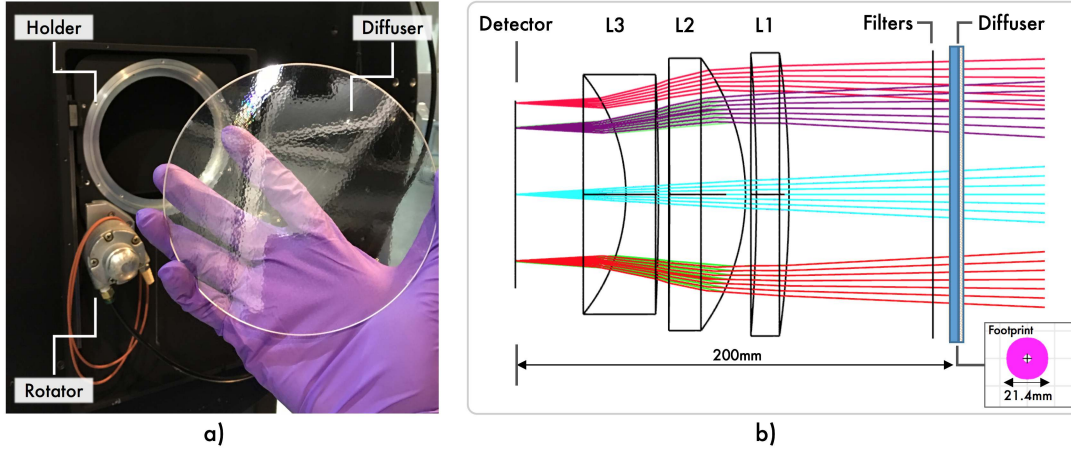 Holder
Diffuser
Rotator
a)
Detector
L3
L2
L1
Filters
Diffuser
200mm
Footprint
21.4mm
b)